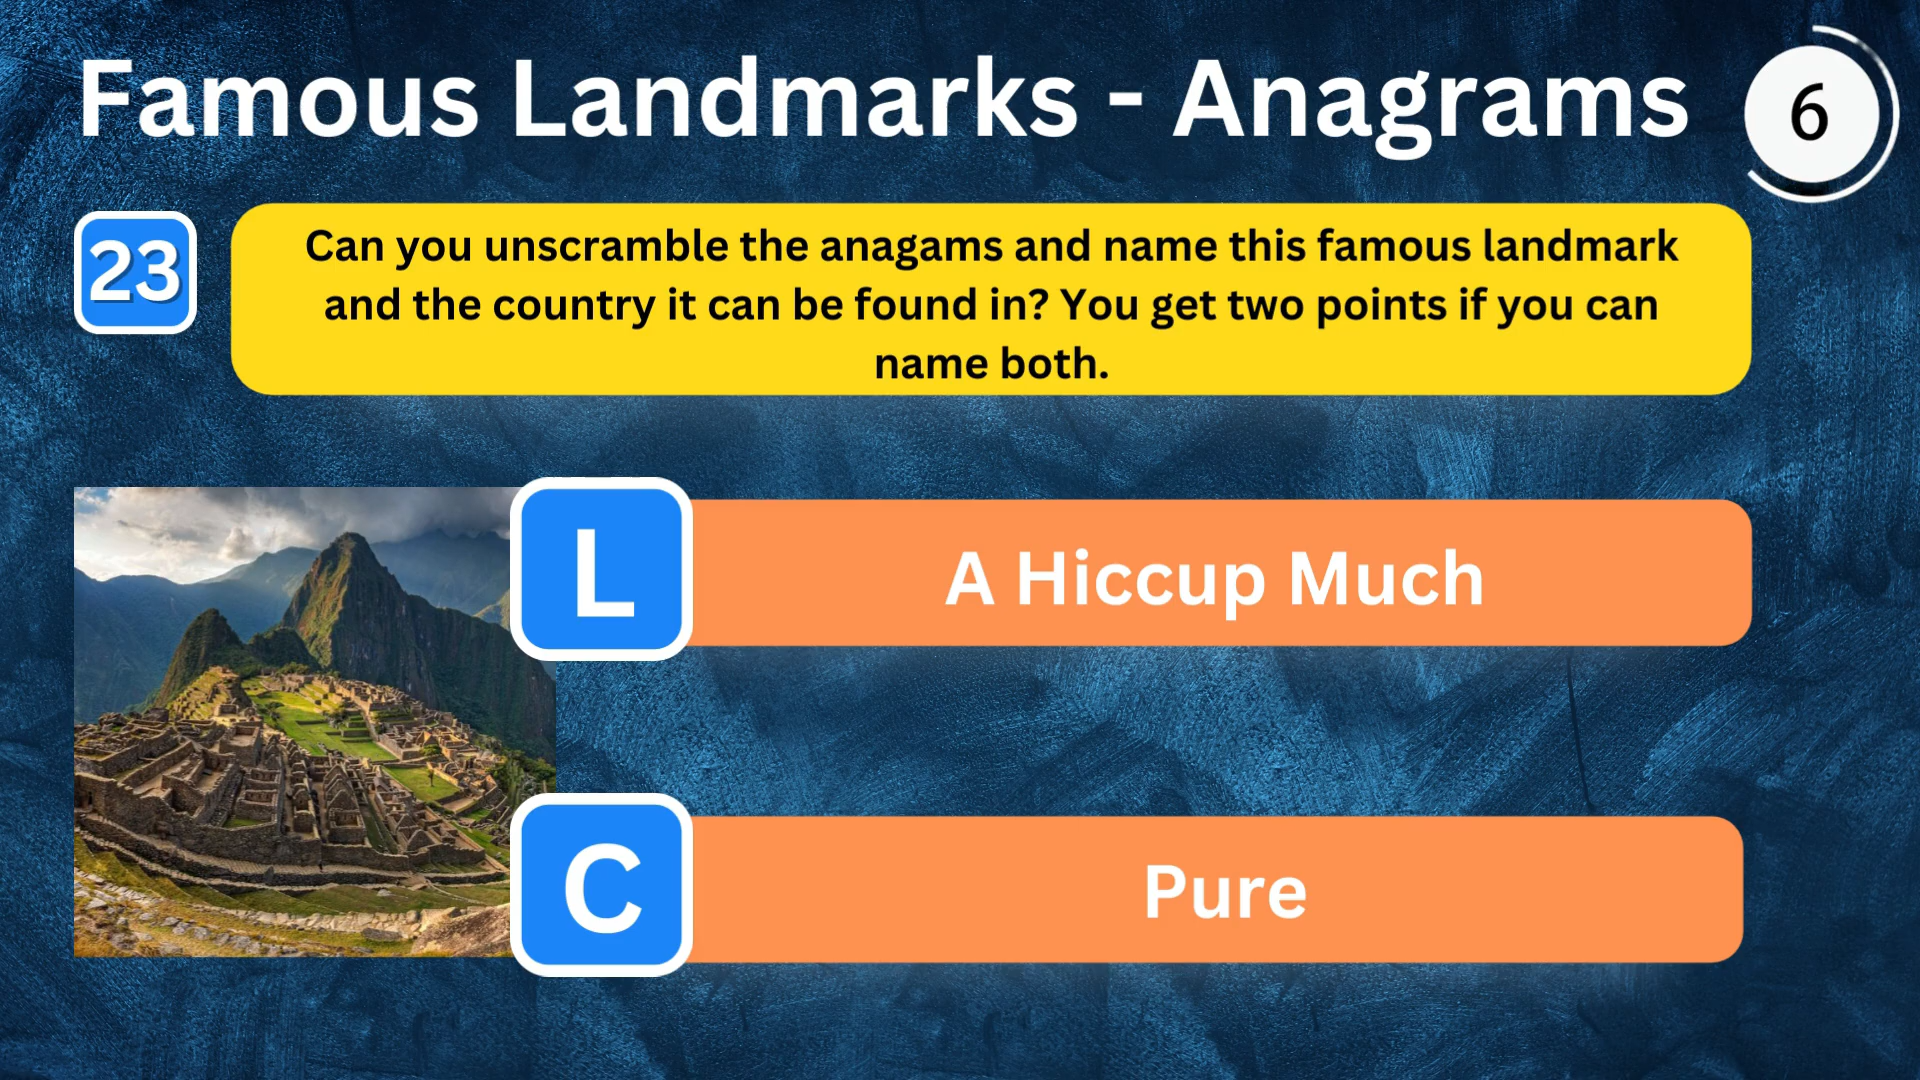 Famous Landmarks - Anagrams
6
23
Can you unscramble the anagams and name this famous landmark
and the country it can be found in? You get two points if you can
name both.
L
A Hiccup Much
C
Pure